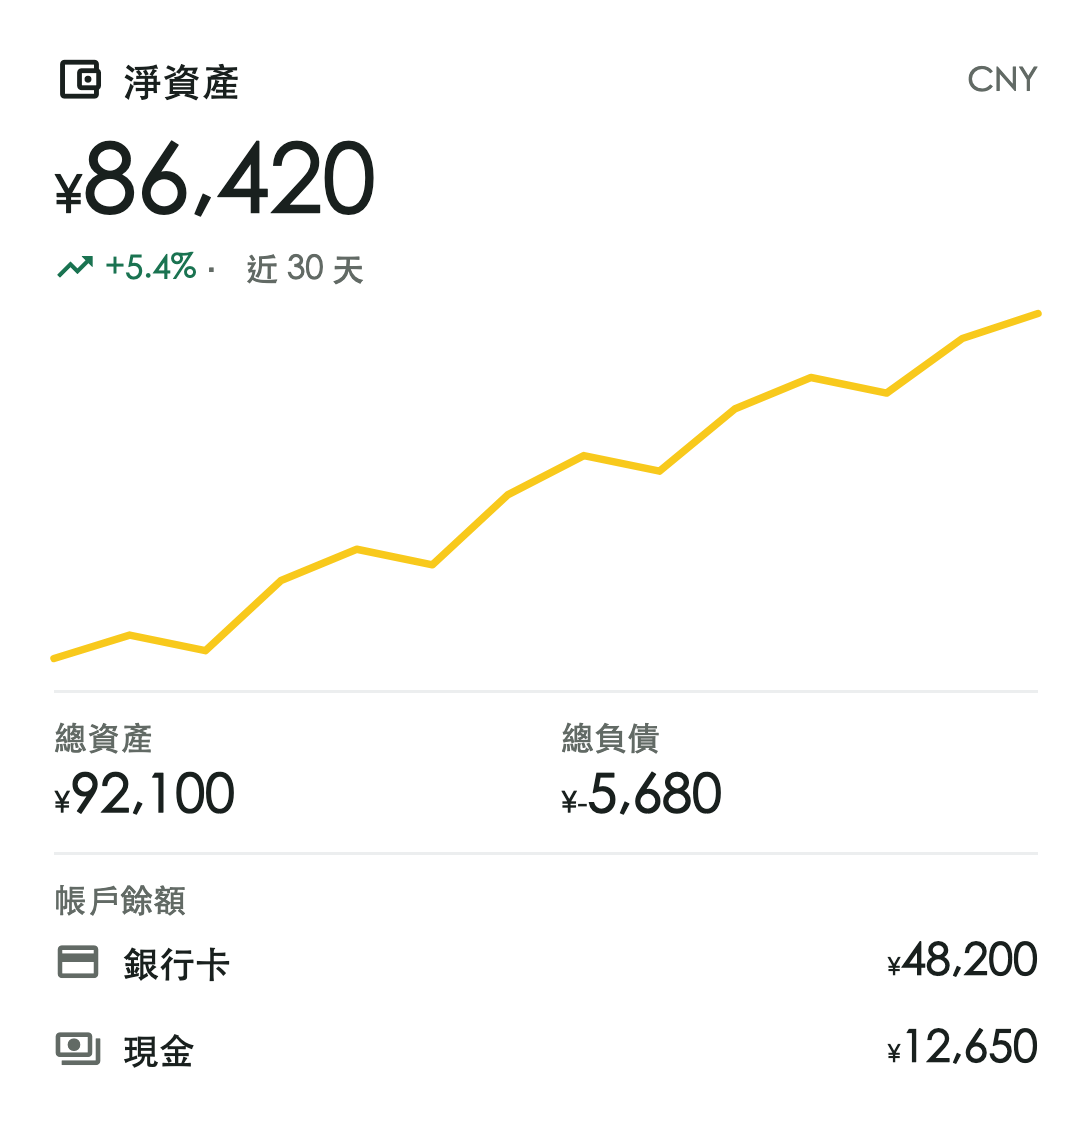 淨資產 CNY
¥86,420
+5.4% · 近 30 天
總資產 總負債
¥92,100 ¥-5,680
帳戶餘額
銀行卡 ¥48,200
現金 ¥12,650